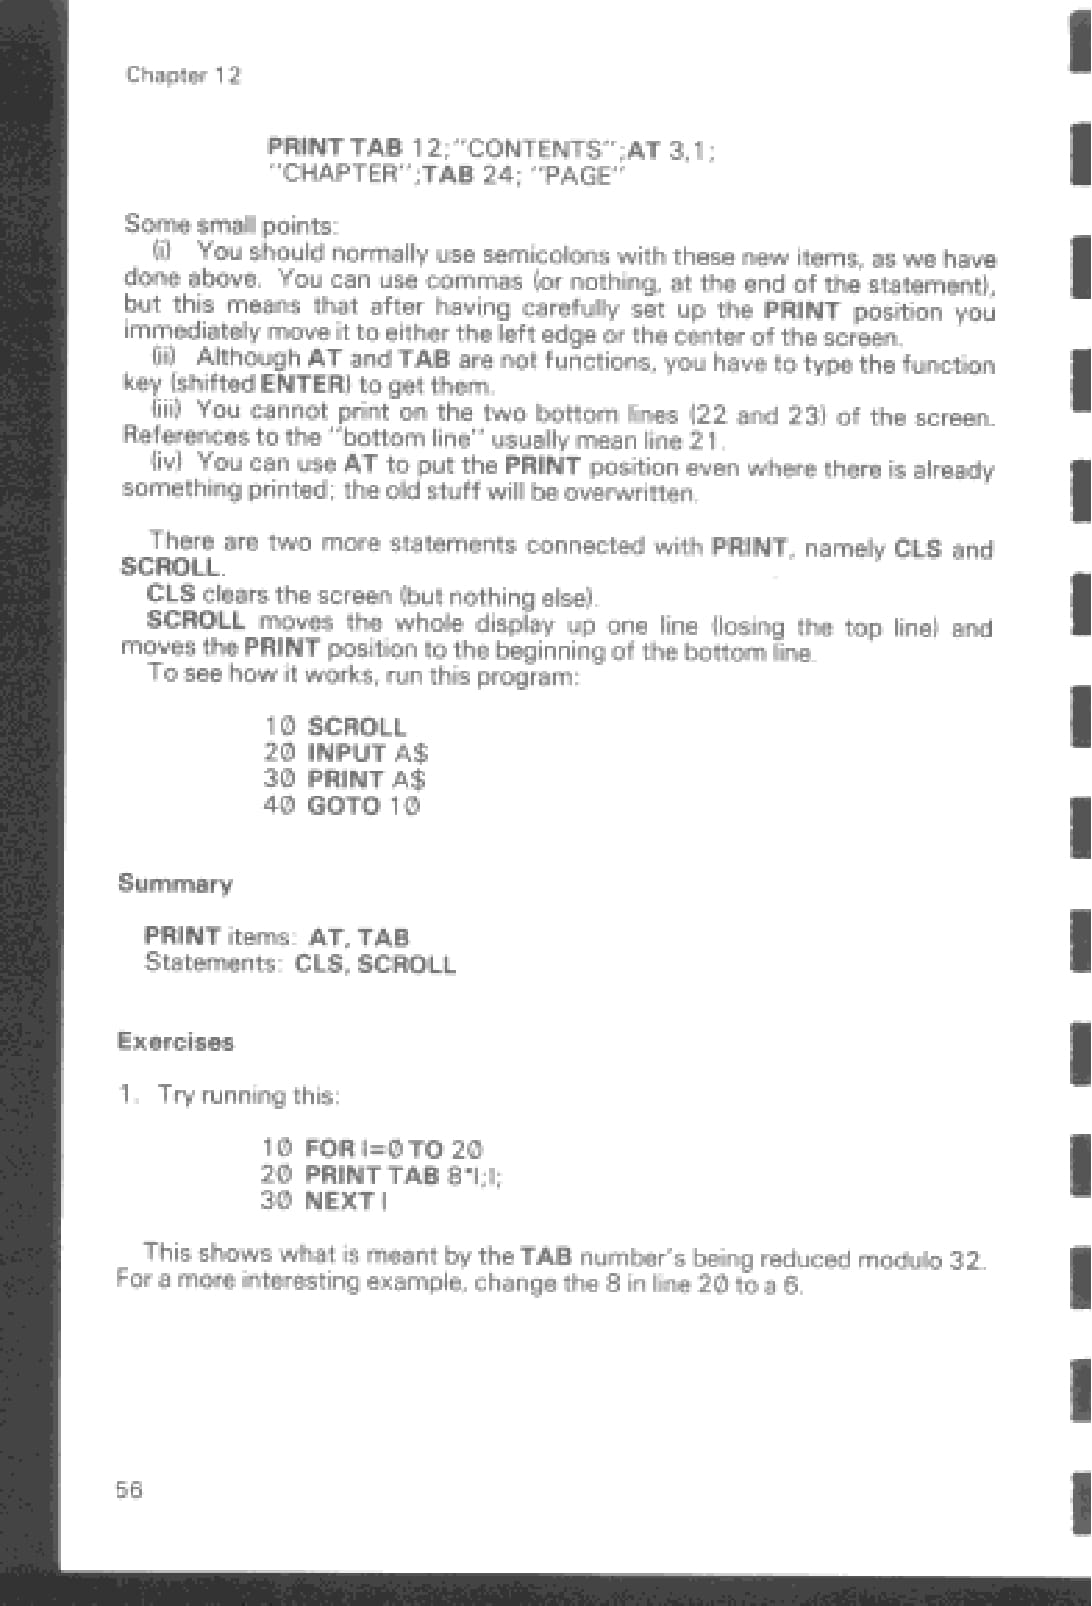 Chapter 12
PRINT TAB 12;"CONTENTS";AT 3,1;
"CHAPTER";TAB 24; "PAGE"
Some small points:
(i) You should normally use semicolons with these new items, as we have
done above. You can use commas (or nothing, at the end of the statement),
but this means that after having carefully set up the PRINT position you
immediately move it to either the left edge or the center of the screen.
(ii) Although AT and TAB are not functions, you have to type the function
key (shifted ENTER) to get them.
(iii) You cannot print on the two bottom lines (22 and 23) of the screen.
References to the "bottom line" usually mean line 21.
(iv) You can use AT to put the PRINT position even where there is already
something printed; the old stuff will be overwritten.
There are two more statements connected with PRINT, namely CLS and
SCROLL.
CLS clears the screen (but nothing else).
SCROLL moves the whole display up one line (losing the top line) and
moves the PRINT position to the beginning of the bottom line.
To see how it works, run this program:
10 SCROLL
20 INPUT A$
30 PRINT A$
40 GOTO 10
Summary
PRINT items: AT, TAB
Statements: CLS, SCROLL
Exercises
1. Try running this:
10 FOR I=0 TO 20
20 PRINT TAB 8*I;I;
30 NEXT I
This shows what is meant by the TAB number's being reduced modulo 32.
For a more interesting example, change the 8 in line 20 to a 6.
56